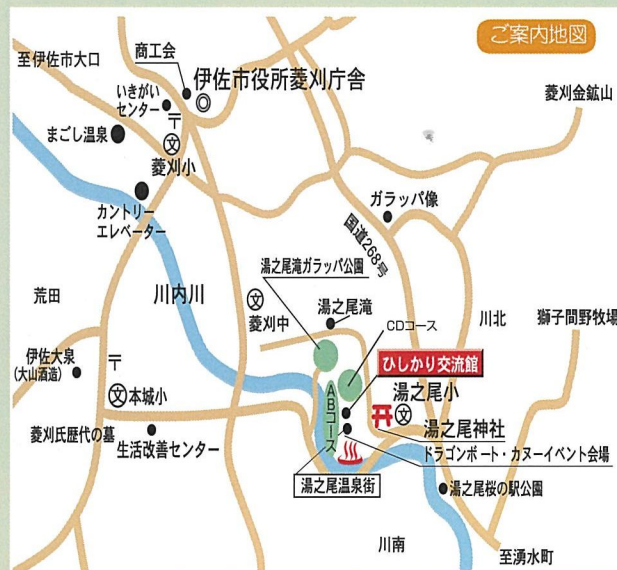 ご案内地図
商工会
至伊佐市大口
伊佐市役所菱刈庁舎
いきがい
センター
〒
まごし温泉
文
菱刈小
カントリー
エレベーター
菱刈金鉱山
ガラッパ像
国道268号
湯之尾滝ガラッパ公園
荒田
川内川
文
菱刈中
湯之尾滝
CDコース
川北
獅子間野牧場
ひしかり交流館
伊佐大泉
(大山酒造)
〒
文本城小
ABコース
湯之尾小
文
湯之尾神社
菱刈氏歴代の墓
生活改善センター
ドラゴンボート・カヌーイベント会場
湯之尾温泉街
湯之尾桜の駅公園
川南
至湧水町